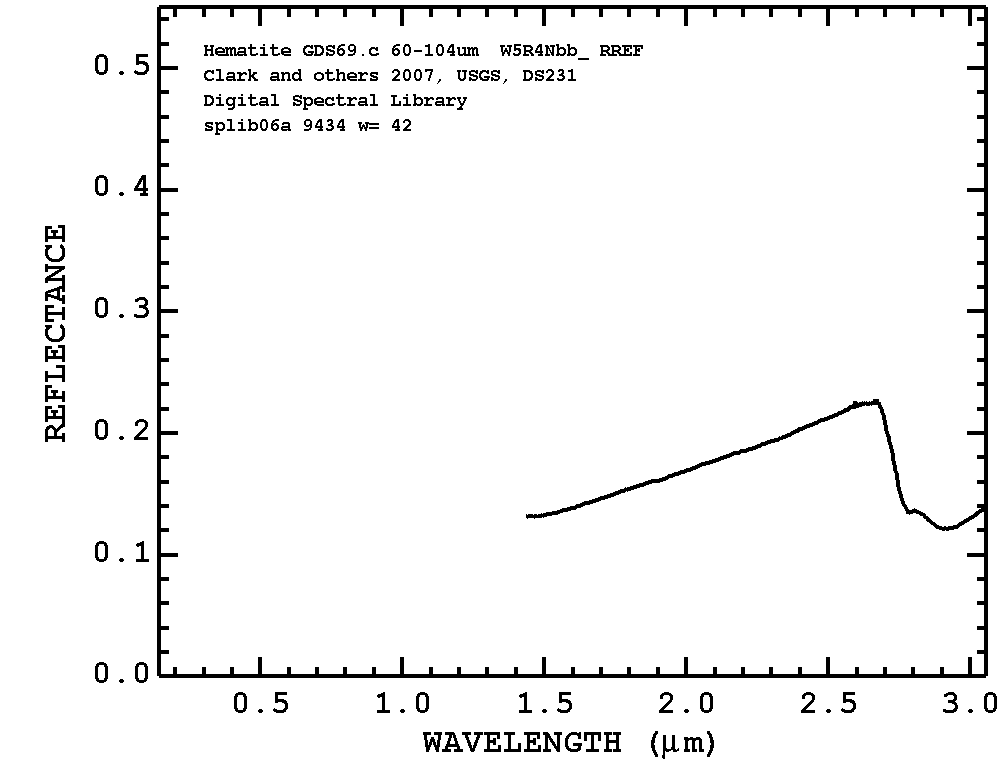 Hematite GDS69.c 60-104um  W5R4Nbb_ RREF
Clark and others 2007, USGS, DS231
Digital Spectral Library
splib06a 9434 w= 42
REFLECTANCE
0.5
0.4
0.3
0.2
0.1
0.0
0.5 1.0 1.5 2.0 2.5 3.0
WAVELENGTH (μm)